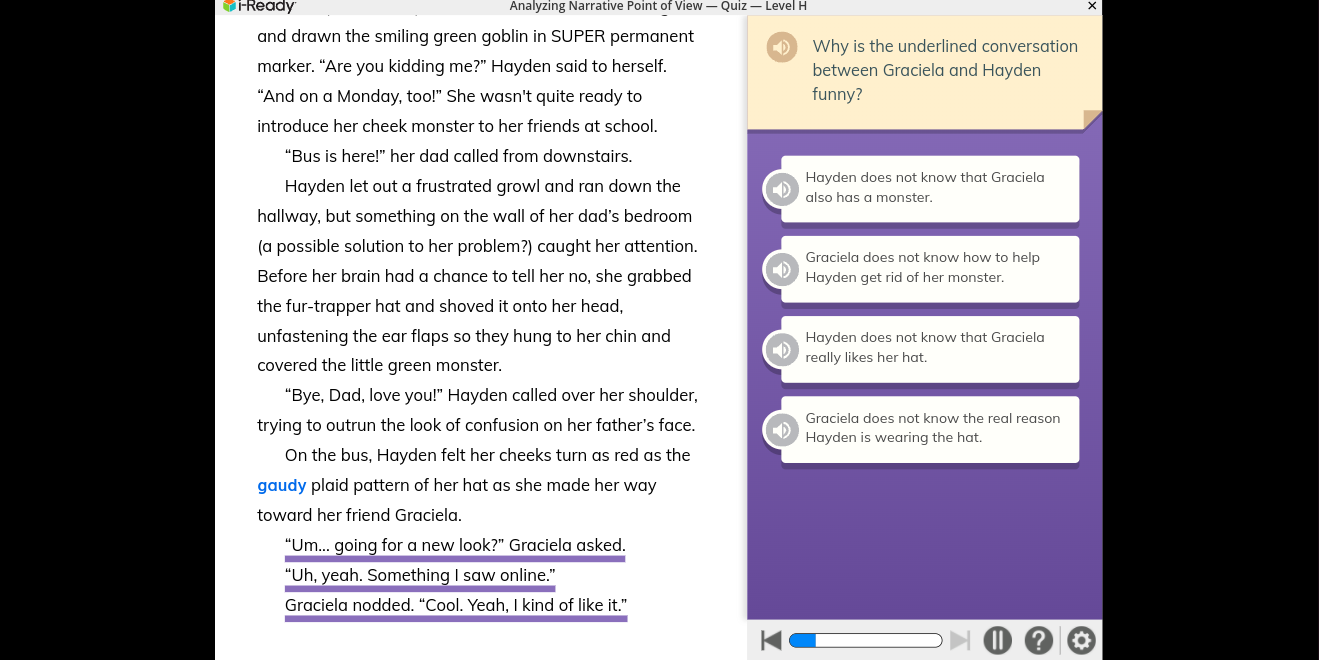 i-Ready
Analyzing Narrative Point of View — Quiz — Level H
and drawn the smiling green goblin in SUPER permanent
marker. “Are you kidding me?” Hayden said to herself.
“And on a Monday, too!” She wasn't quite ready to
introduce her cheek monster to her friends at school.
“Bus is here!” her dad called from downstairs.
Hayden let out a frustrated growl and ran down the
hallway, but something on the wall of her dad’s bedroom
(a possible solution to her problem?) caught her attention.
Before her brain had a chance to tell her no, she grabbed
the fur-trapper hat and shoved it onto her head,
unfastening the ear flaps so they hung to her chin and
covered the little green monster.
“Bye, Dad, love you!” Hayden called over her shoulder,
trying to outrun the look of confusion on her father’s face.
On the bus, Hayden felt her cheeks turn as red as the
gaudy plaid pattern of her hat as she made her way
toward her friend Graciela.
“Um... going for a new look?” Graciela asked.
“Uh, yeah. Something I saw online.”
Graciela nodded. “Cool. Yeah, I kind of like it.”
Why is the underlined conversation
between Graciela and Hayden
funny?
Hayden does not know that Graciela
also has a monster.
Graciela does not know how to help
Hayden get rid of her monster.
Hayden does not know that Graciela
really likes her hat.
Graciela does not know the real reason
Hayden is wearing the hat.